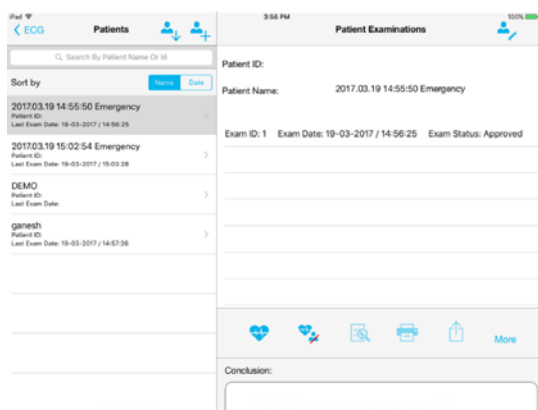 iPad
3:56 PM
100%
ECG
Patients
Patient Examinations
Search By Patient Name Or Id
Sort by
Name
Date
2017.03.19 14:55:50 Emergency
Patient ID:
Last Exam Date: 19-03-2017 / 14:56:25
2017.03.19 15:02:54 Emergency
Patient ID:
Last Exam Date: 19-03-2017 / 15:03:28
DEMO
Patient ID:
Last Exam Date:
ganesh
Patient ID:
Last Exam Date: 19-03-2017 / 14:57:26
Patient ID:
Patient Name: 2017.03.19 14:55:50 Emergency
Exam ID: 1 Exam Date: 19-03-2017 / 14:56:25 Exam Status: Approved
More
Conclusion: